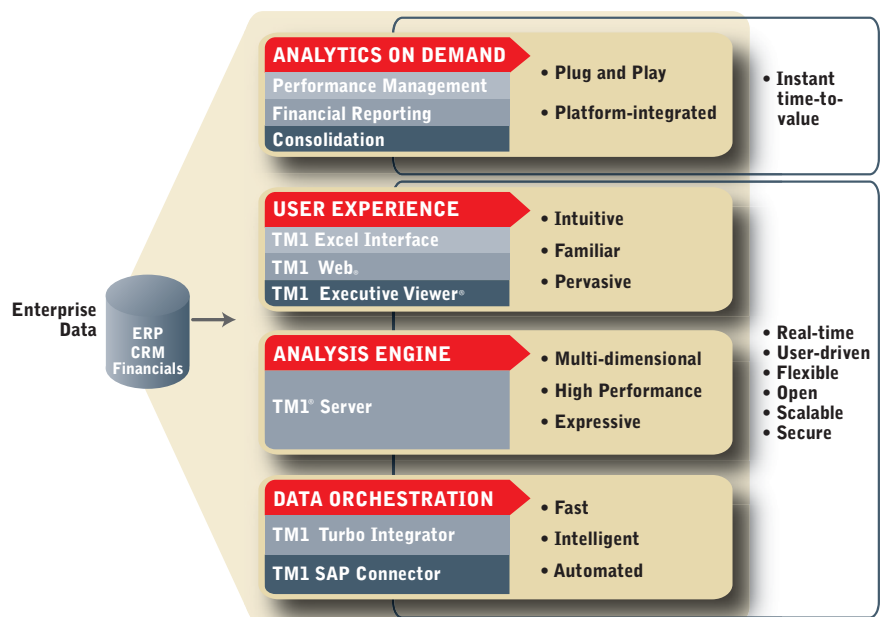 ANALYTICS ON DEMAND
Performance Management
Financial Reporting
Consolidation
• Plug and Play
• Platform-integrated
• Instant
time-to-
value
USER EXPERIENCE
TM1 Excel Interface
TM1 Web®
TM1 Executive Viewer®
• Intuitive
• Familiar
• Pervasive
Enterprise
Data
ERP
CRM
Financials
ANALYSIS ENGINE
TM1® Server
• Multi-dimensional
• High Performance
• Expressive
• Real-time
• User-driven
• Flexible
• Open
• Scalable
• Secure
DATA ORCHESTRATION
TM1 Turbo Integrator
TM1 SAP Connector
• Fast
• Intelligent
• Automated